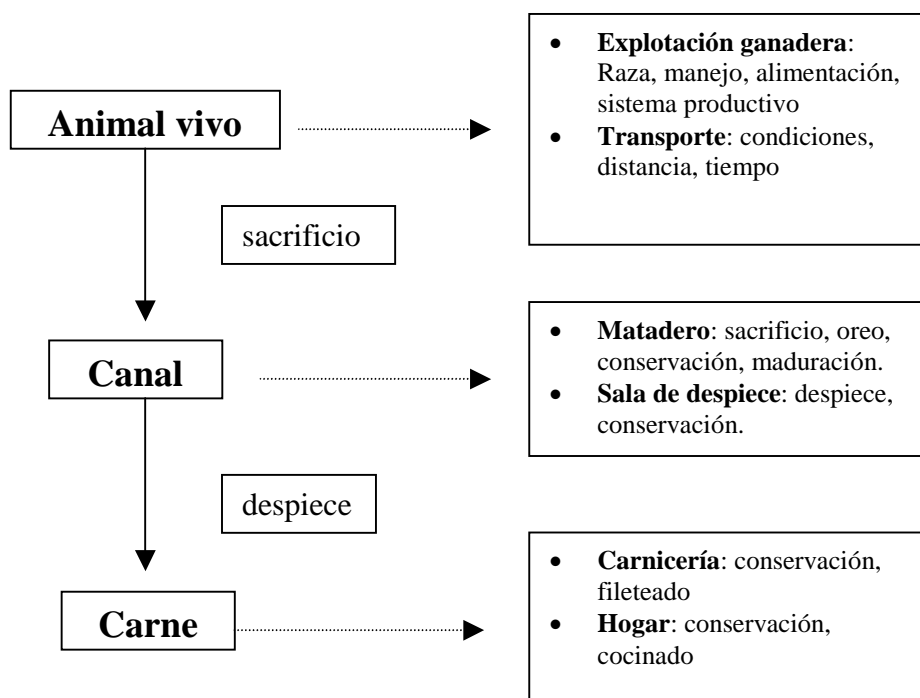 • Explotación ganadera:
Raza, manejo, alimentación,
sistema productivo
• Transporte: condiciones,
distancia, tiempo
Animal vivo
sacrificio
• Matadero: sacrificio, oreo,
conservación, maduración.
• Sala de despiece: despiece,
conservación.
Canal
despiece
• Carnicería: conservación,
fileteado
• Hogar: conservación,
cocinado
Carne